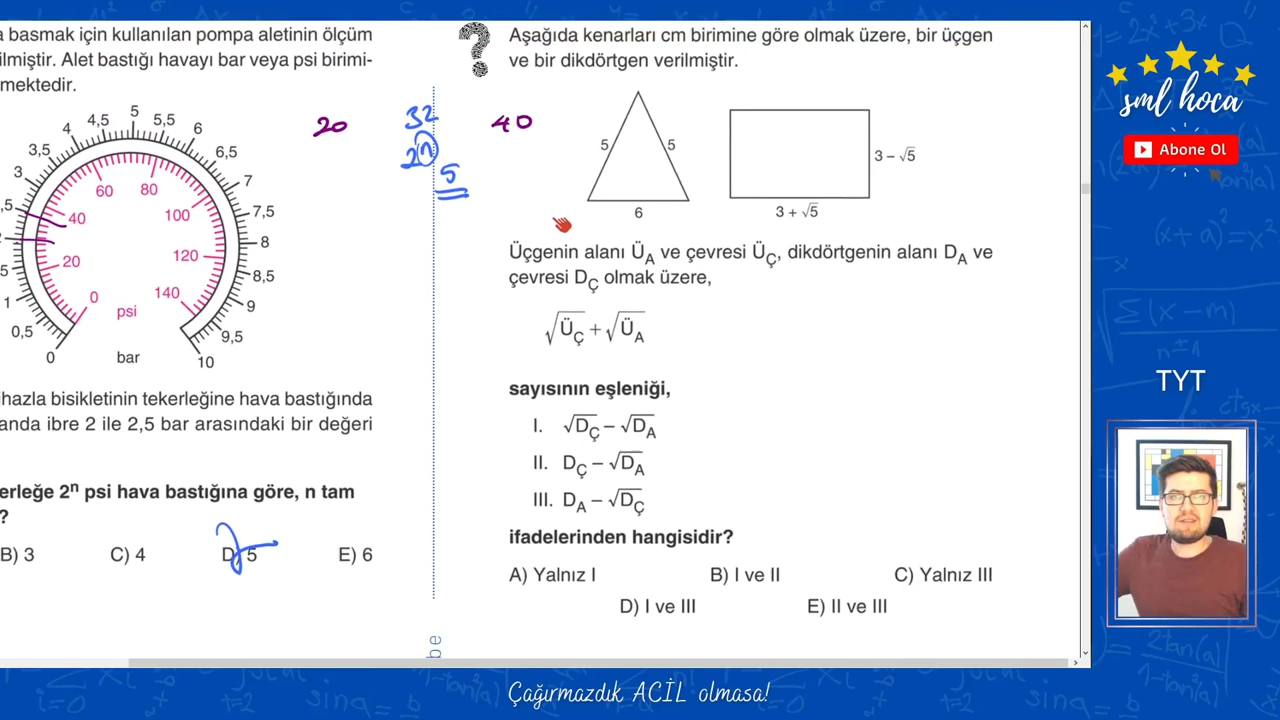 a basmak için kullanılan pompa aletinin ölçüm
ilmiştir. Alet bastığı havayı bar veya psi birimi-
mektedir.
0
0,5
1
5
2
,5
3
3,5
4
4,5
5
5,5
6
6,5
7
7,5
8
8,5
9
9,5
10
0
20
40
60
80
100
120
140
psi
bar
20
32
2n
5
40
ihazla bisikletinin tekerleğine hava bastığında
anda ibre 2 ile 2,5 bar arasındaki bir değeri
erleğe 2ⁿ psi hava bastığına göre, n tam
?
B) 3 C) 4 D) 5 E) 6
?
Aşağıda kenarları cm birimine göre olmak üzere, bir üçgen
ve bir dikdörtgen verilmiştir.
5 5
6
3 – √5
3 + √5
Üçgenin alanı Ü_A ve çevresi Ü_Ç, dikdörtgenin alanı D_A ve
çevresi D_Ç olmak üzere,
√Ü_Ç + √Ü_A
sayısının eşleniği,
I. √D_Ç – √D_A
II. D_Ç – √D_A
III. D_A – √D_Ç
ifadelerinden hangisidir?
A) Yalnız I B) I ve II C) Yalnız III
D) I ve III E) II ve III
be
sml hoca
Abone Ol
TYT
Çağırmazdık ACİL olmasa!